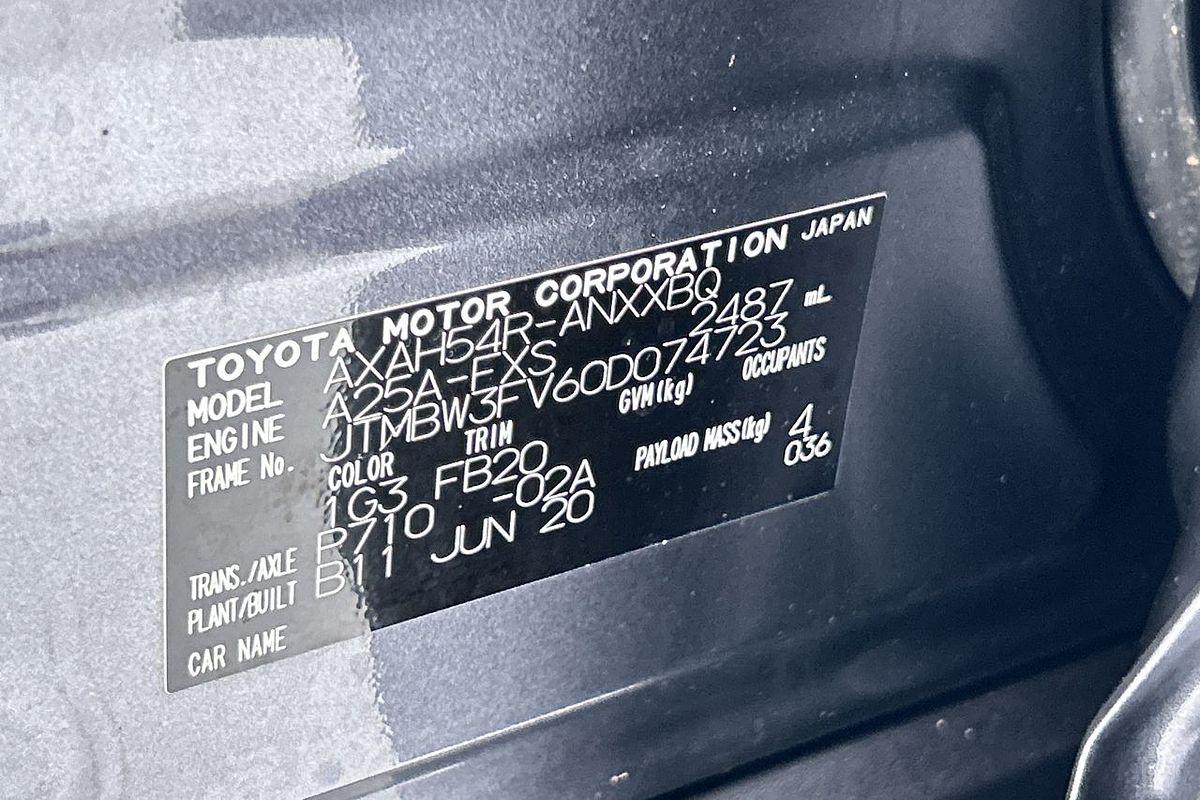 TOYOTA MOTOR CORPORATION JAPAN
MODEL AXAH54R-ANXXBQ
ENGINE A25A-FXS 2487 mL
FRAME No. JTMBW3FV60D074723
COLOR TRIM GVM(kg) OCCUPANTS
1G3 FB20 PAYLOAD MASS(kg) 4
TRANS./AXLE P710 -02A 036
PLANT/BUILT B11 JUN 20
CAR NAME